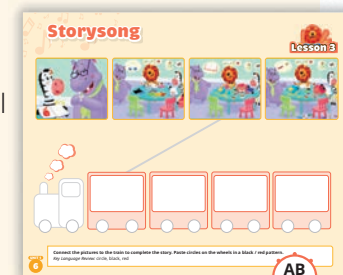 Storysong
Lesson 3
Connect the pictures to the train to complete the story. Paste circles on the wheels in a black / red pattern.
Key Language Review: circle, black, red
6
AB